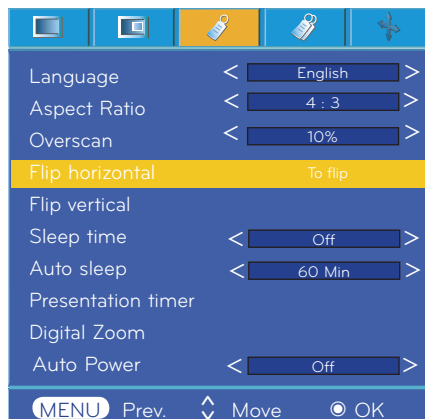 Language < English >
Aspect Ratio < 4 : 3 >
Overscan < 10% >
Flip horizontal To flip
Flip vertical
Sleep time < Off >
Auto sleep < 60 Min >
Presentation timer
Digital Zoom
Auto Power < Off >
MENU Prev. Move OK